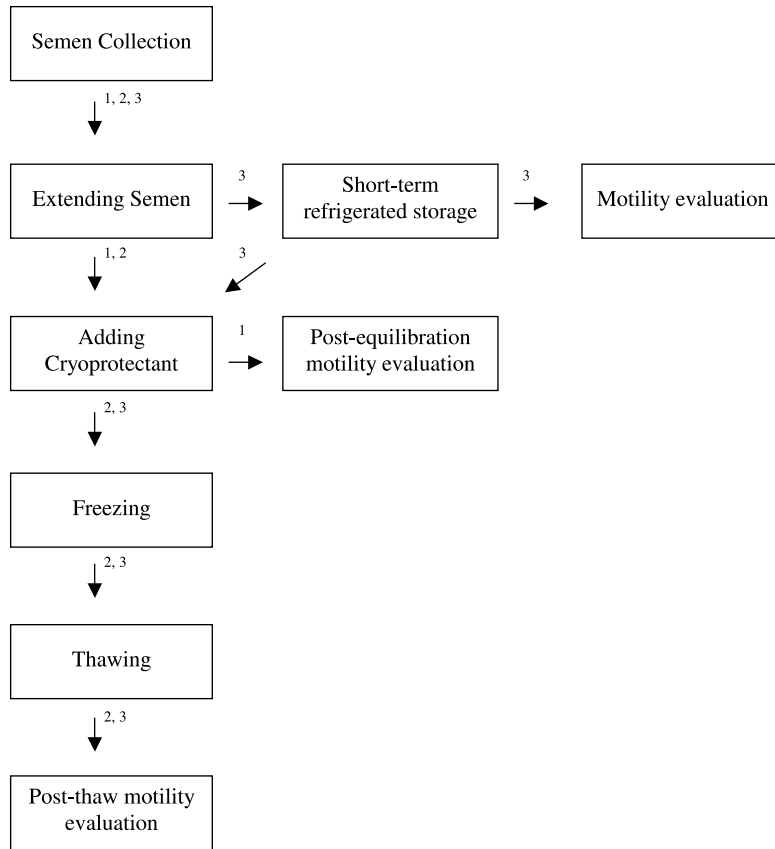 Semen Collection
1, 2, 3
Extending Semen
3
Short-term
refrigerated storage
3
Motility evaluation
1, 2
3
Adding
Cryoprotectant
1
Post-equilibration
motility evaluation
2, 3
Freezing
2, 3
Thawing
2, 3
Post-thaw motility
evaluation